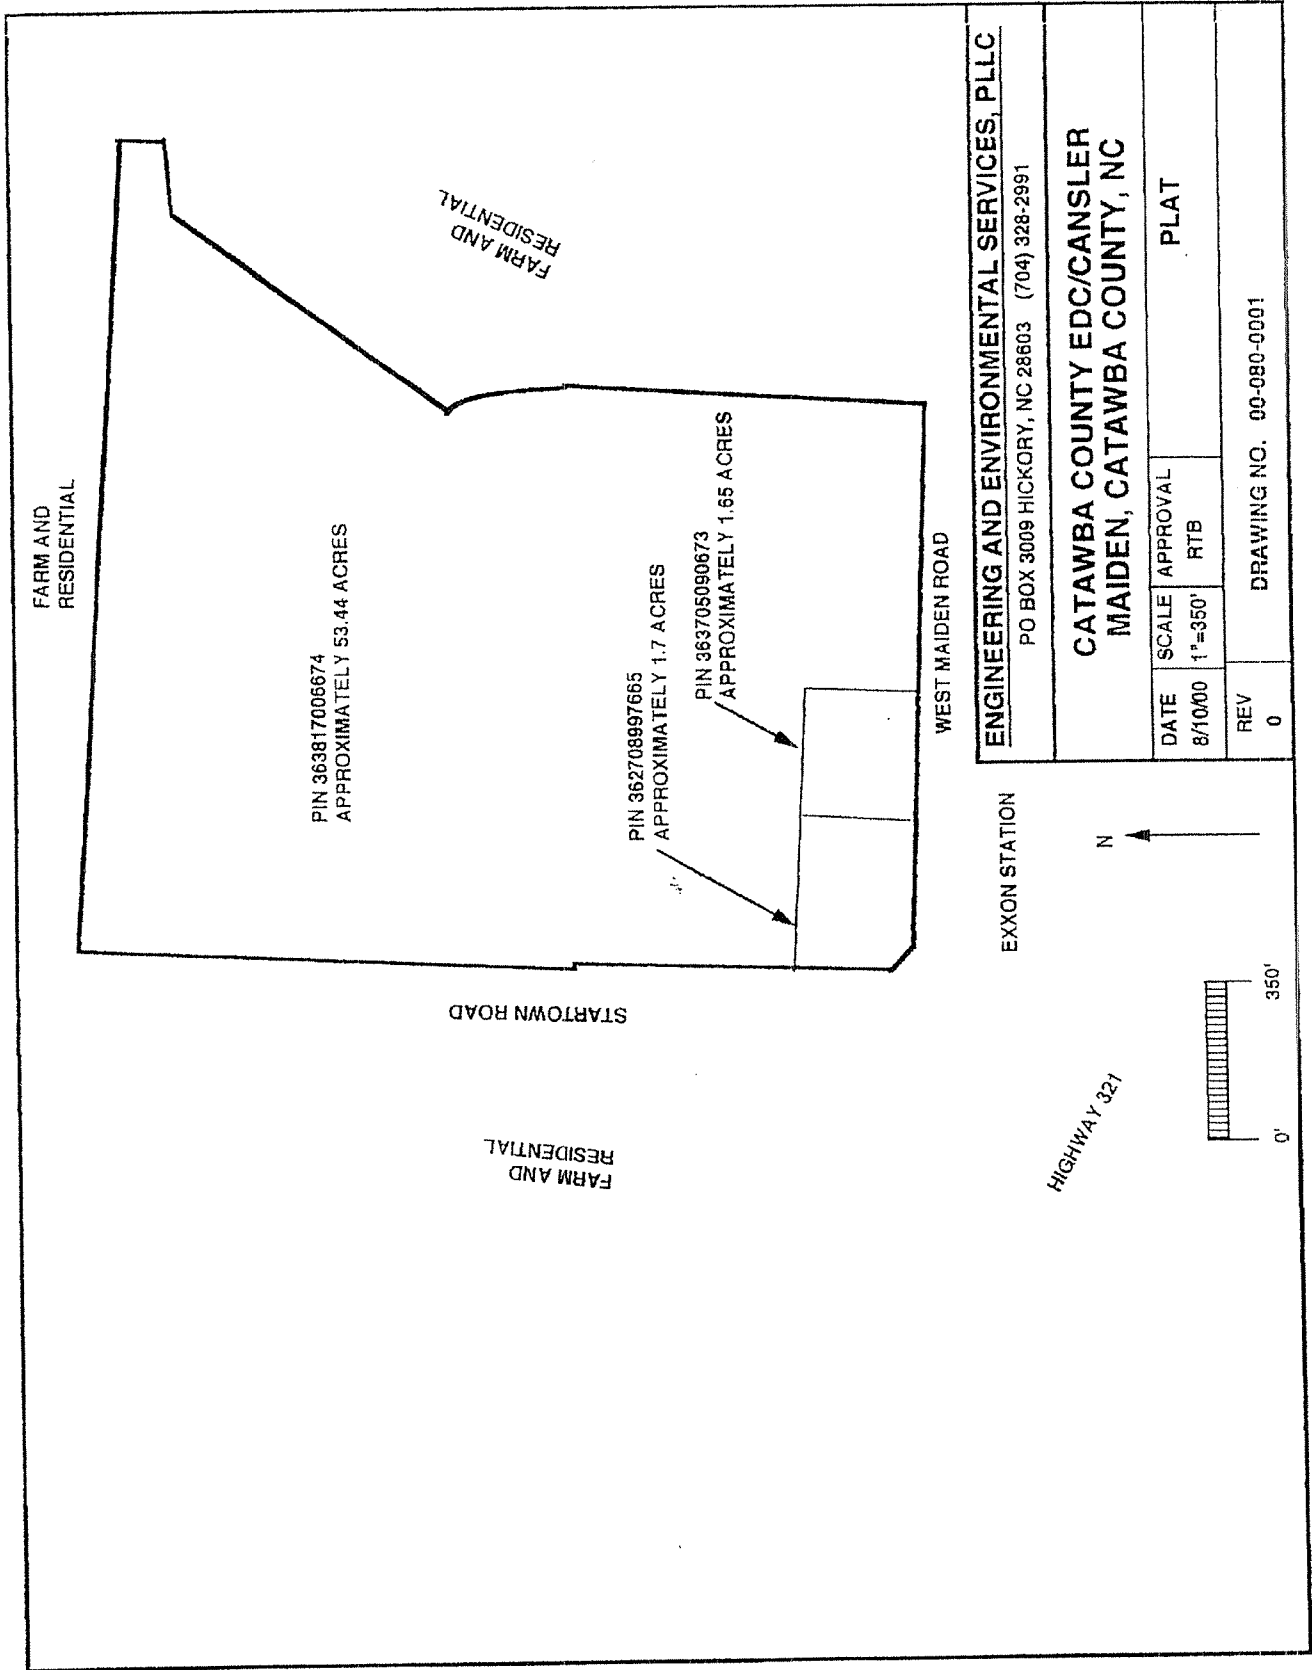 FARM AND
RESIDENTIAL
FARM AND
RESIDENTIAL
PIN 363817006674
APPROXIMATELY 53.44 ACRES
PIN 362708997665
APPROXIMATELY 1.7 ACRES
PIN 363705090673
APPROXIMATELY 1.65 ACRES
STARTOWN ROAD
FARM AND
RESIDENTIAL
WEST MAIDEN ROAD
EXXON STATION
N
HIGHWAY 321
0' 350'
ENGINEERING AND ENVIRONMENTAL SERVICES, PLLC
PO BOX 3009 HICKORY, NC 28603 (704) 328-2991
CATAWBA COUNTY EDC/CANSLER
MAIDEN, CATAWBA COUNTY, NC
DATE SCALE APPROVAL PLAT
8/10/00 1"=350' RTB
REV DRAWING NO. 00-080-0001
0